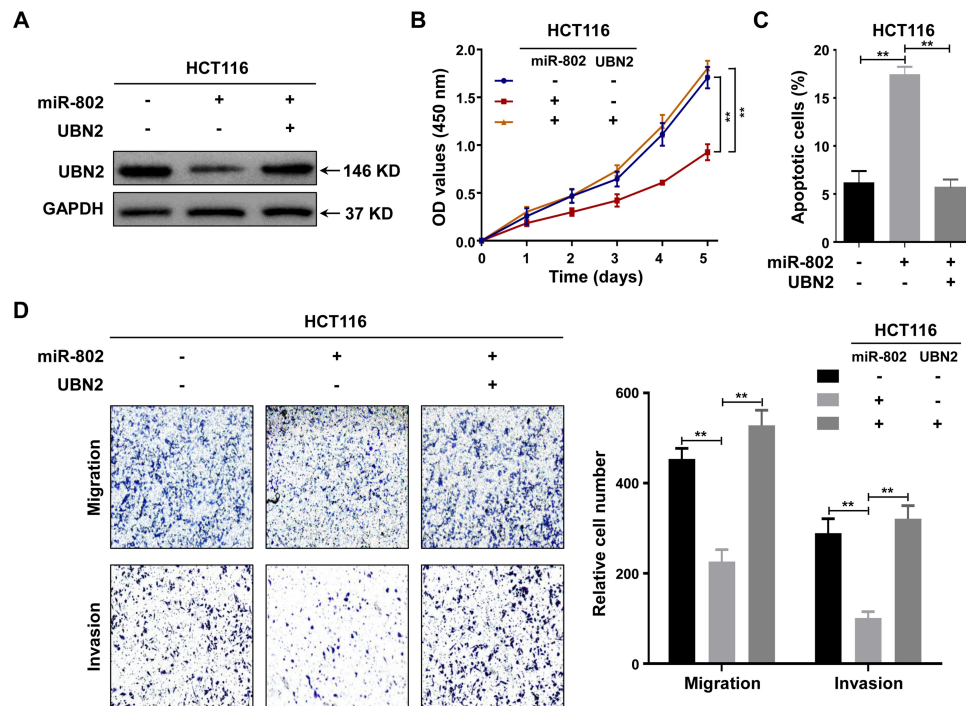 A
HCT116
miR-802 - + +
UBN2 - - +
UBN2 ← 146 KD
GAPDH ← 37 KD
B
HCT116
miR-802 UBN2
- -
+ -
+ +
OD values (450 nm)
2.0
1.5
1.0
0.5
0.0
0 1 2 3 4 5
Time (days)
**
**
C
HCT116
** **
Apoptotic cells (%)
20
15
10
5
0
miR-802 - + +
UBN2 - - +
D
HCT116
miR-802 - + +
UBN2 - - +
Migration
Invasion
HCT116
miR-802 UBN2
- -
+ -
+ +
Relative cell number
600
400
200
0
** **
** **
Migration Invasion